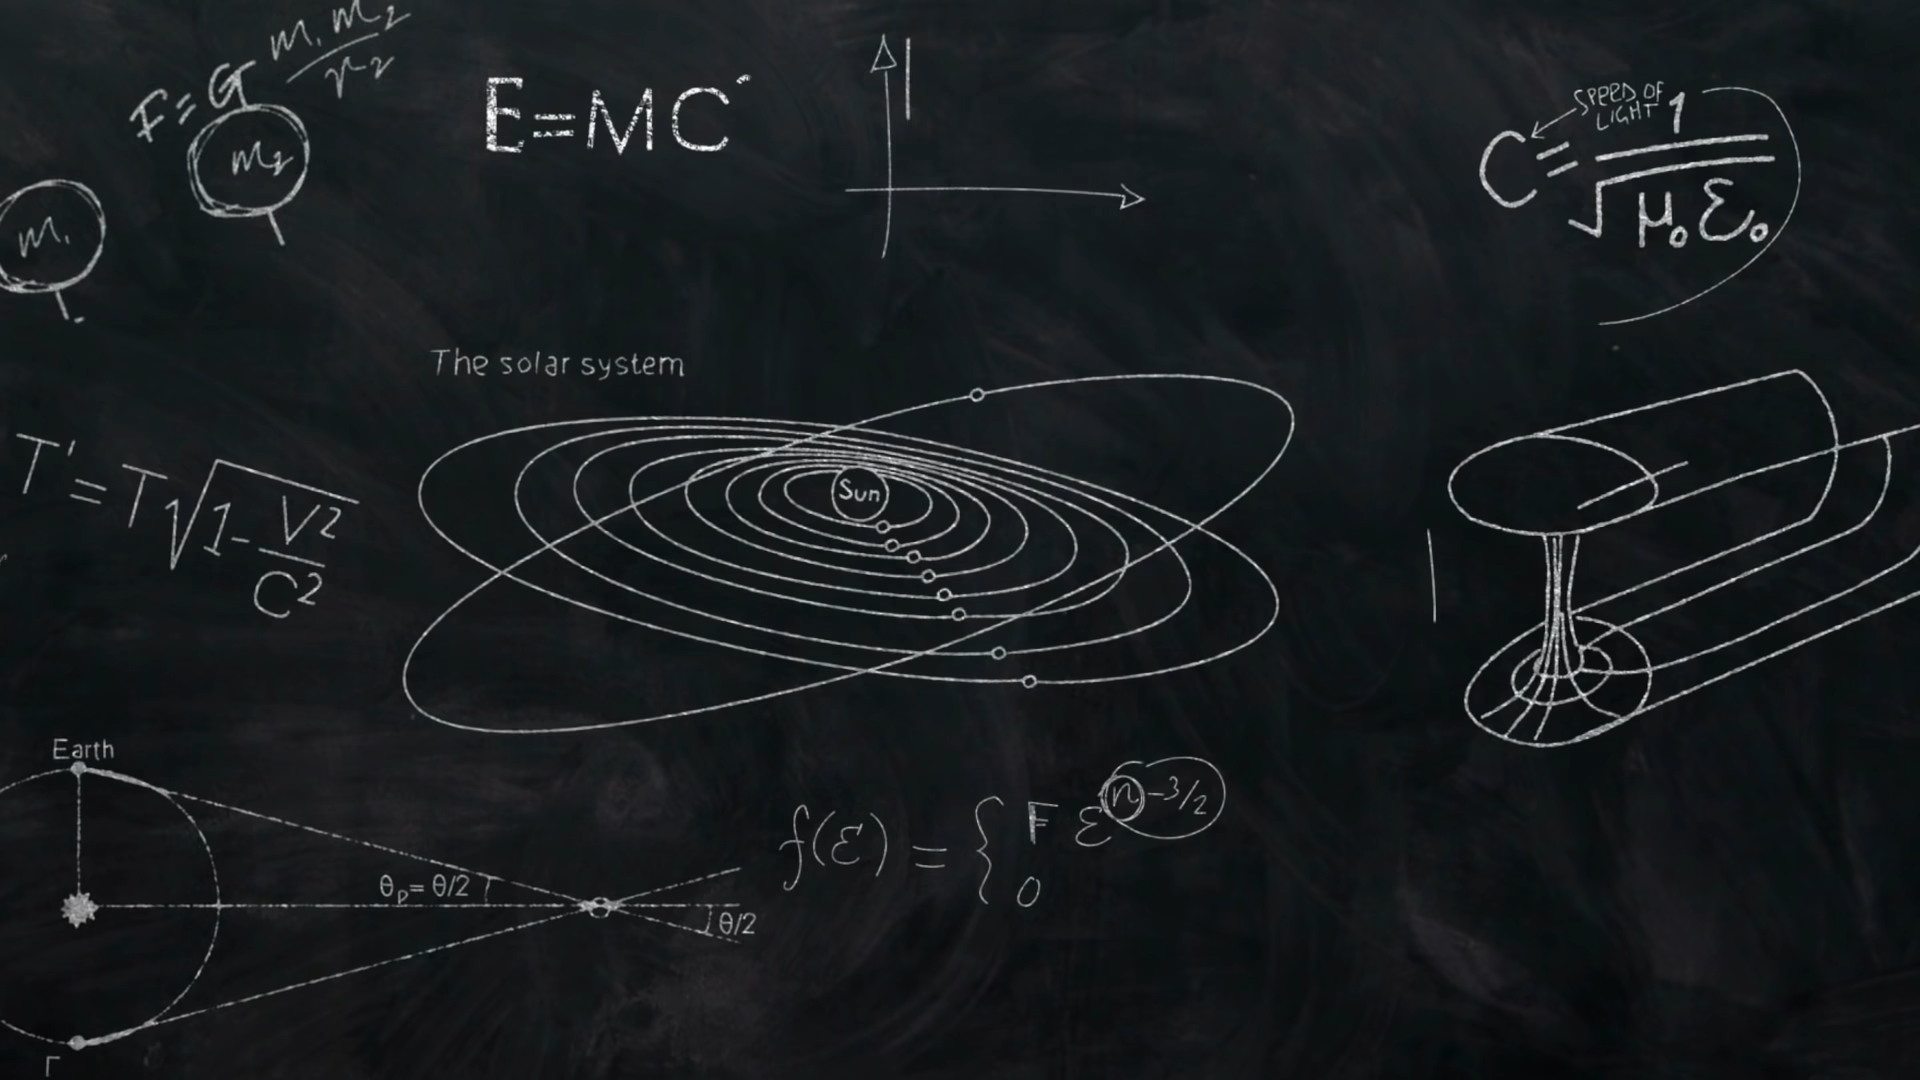 F=G m₁m₂/r²
m₂
m₁
E=MC
SPEED OF
LIGHT
C=1/√μ₀ε₀
The solar system
Sun
T'=T√1-V²/C²
Earth
θₚ=θ/2
θ/2
f(ε) = { F ε^(n-3/2)
0